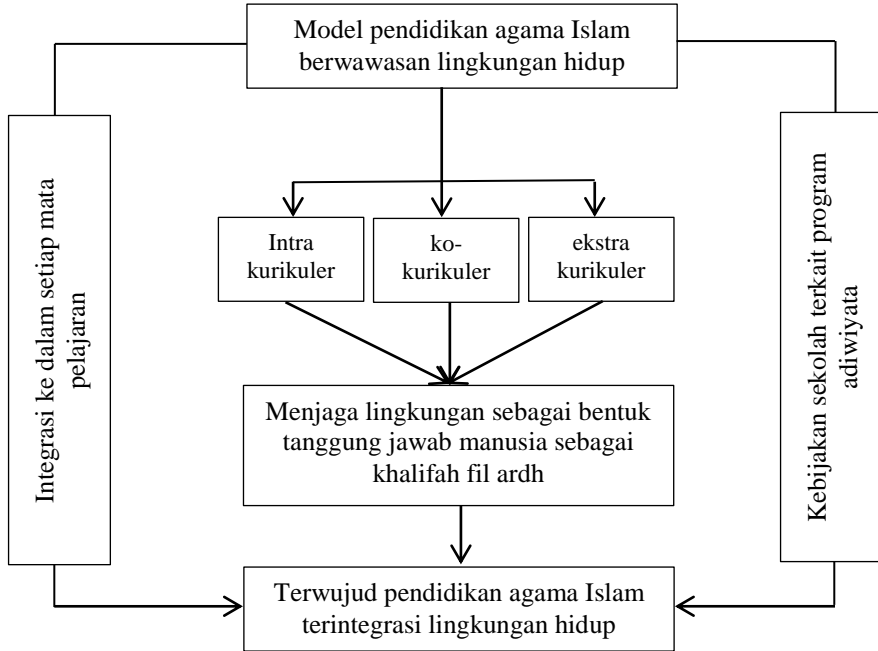 Model pendidikan agama Islam
berwawasan lingkungan hidup
Integrasi ke dalam setiap mata
pelajaran
Intra
kurikuler
ko-
kurikuler
ekstra
kurikuler
Kebijakan sekolah terkait program
adiwiyata
Menjaga lingkungan sebagai bentuk
tanggung jawab manusia sebagai
khalifah fil ardh
Terwujud pendidikan agama Islam
terintegrasi lingkungan hidup